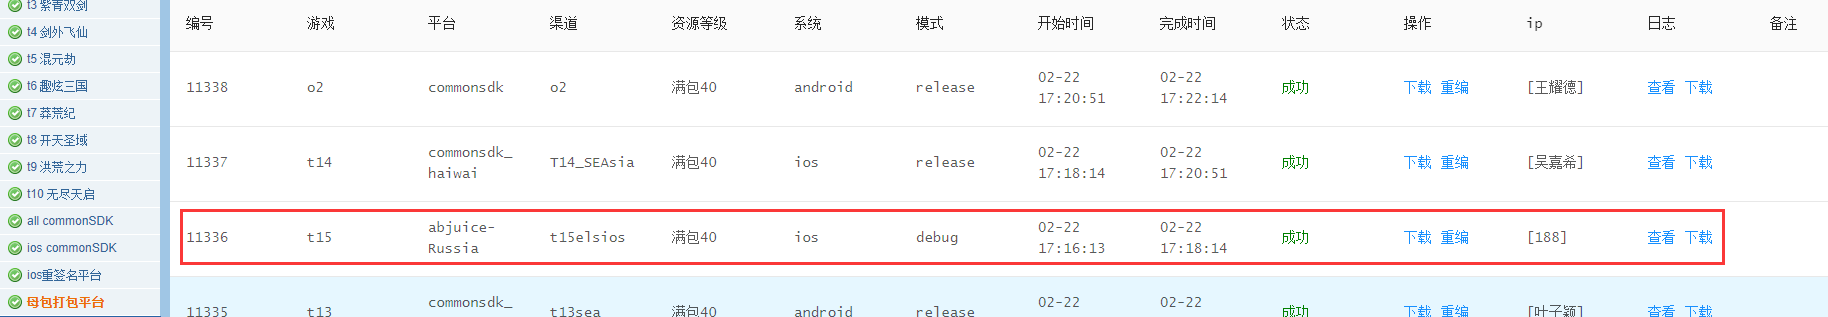 t3 紫青双剑
t4 剑外飞仙
t5 混元劫
t6 趣炫三国
t7 莽荒纪
t8 开天圣域
t9 洪荒之力
t10 无尽天启
all commonSDK
ios commonSDK
ios重签名平台
母包打包平台
编号 游戏 平台 渠道 资源等级 系统 模式 开始时间 完成时间 状态 操作 ip 日志 备注
11338 o2 commonsdk o2 满包40 android release 02-22 17:20:51 02-22 17:22:14 成功 下载 重编 [王耀德] 查看 下载
11337 t14 commonsdk_haiwai T14_SEAsia 满包40 ios release 02-22 17:18:14 02-22 17:20:51 成功 下载 重编 [吴嘉希] 查看 下载
11336 t15 abjuice-Russia t15elsios 满包40 ios debug 02-22 17:16:13 02-22 17:18:14 成功 下载 重编 [188] 查看 下载
11335 t13 commonsdk_ t13sea 满包40 android release 02-22 02-22 成功 下载 重编 [叶子颖] 查看 下载